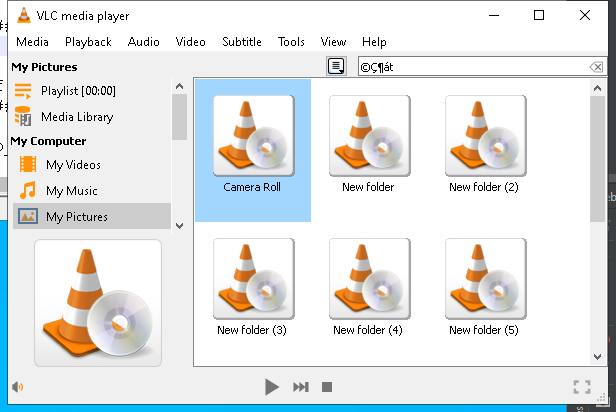 VLC media player
Media Playback Audio Video Subtitle Tools View Help
My Pictures
©Ç¶át
Playlist [00:00]
Media Library
My Computer
My Videos
My Music
My Pictures
Camera Roll New folder New folder (2)
New folder (3) New folder (4) New folder (5)